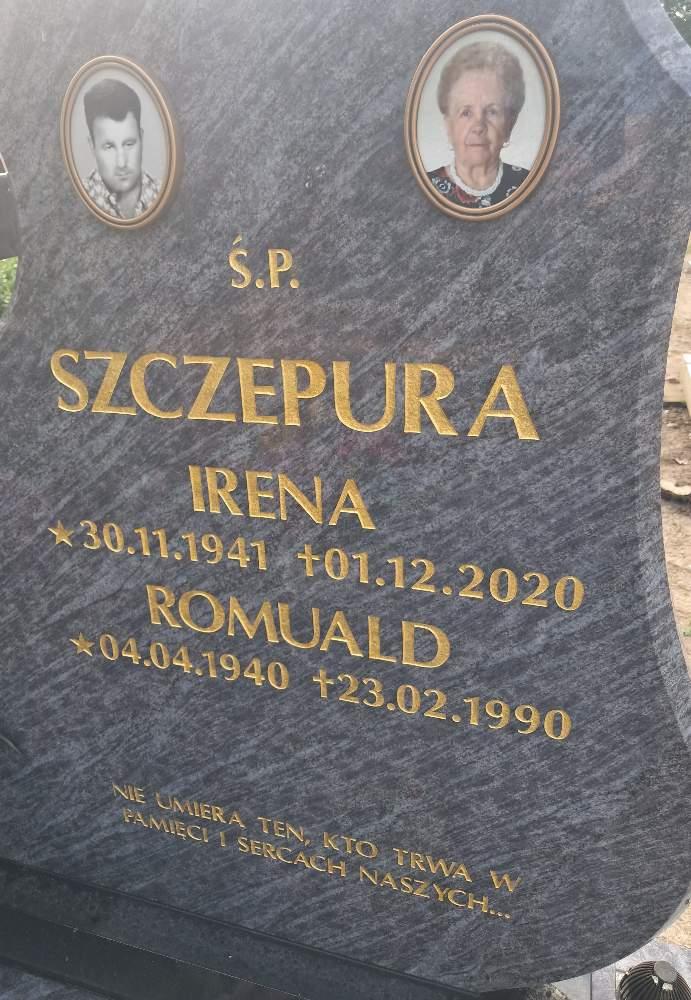 Ś.P.
SZCZEPURA
IRENA
★30.11.1941 ✝01.12.2020
ROMUALD
★04.04.1940 ✝23.02.1990
NIE UMIERA TEN, KTO TRWA W
PAMIĘCI I SERCACH NASZYCH...